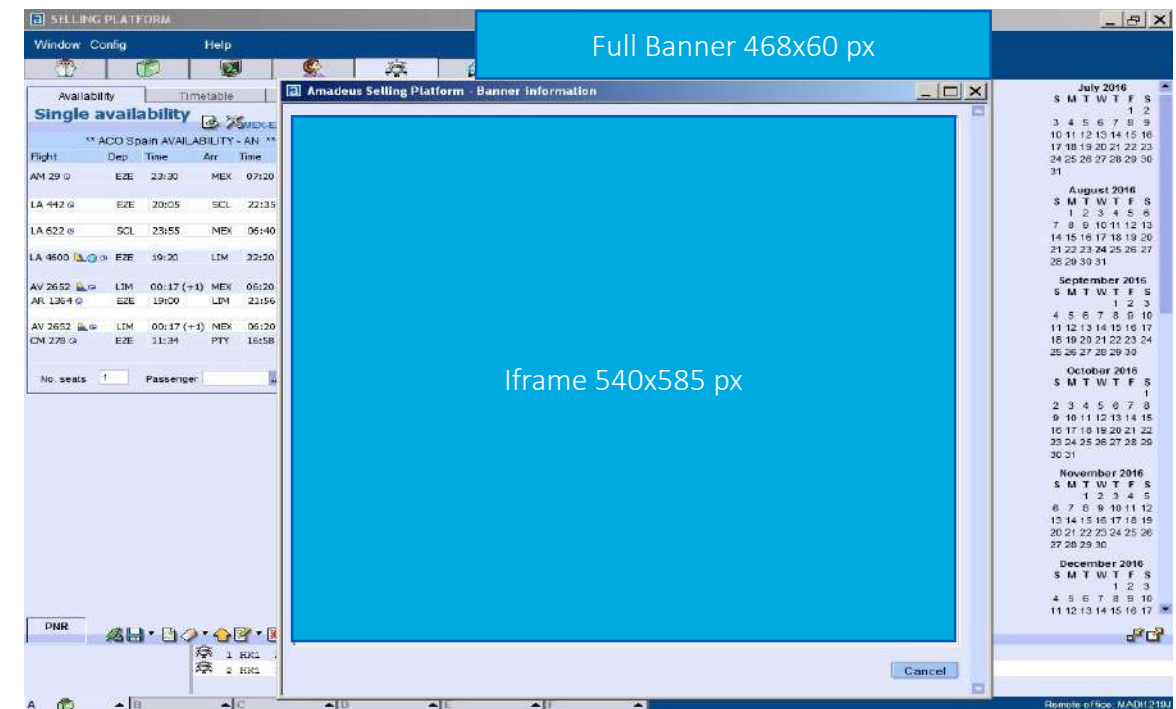 SELLING PLATFORM
Window Config Help
Full Banner 468x60 px
Availability Timetable
Amadeus Selling Platform - Banner information
Single availability
** ACO Spain AVAILABILITY - AN **
Flight Dep Time Arr Time
AM 29 EZE 23:30 MEX 07:20
LA 442 EZE 20:05 SCL 22:35
LA 622 SCL 23:55 MEX 06:40
LA 4600 EZE 19:20 LIM 22:20
AV 2652 LIM 00:17 (+1) MEX 06:20
AR 1364 EZE 19:00 LIM 21:56
AV 2652 LIM 00:17 (+1) MEX 06:20
CM 279 EZE 11:34 PTY 16:58
No. seats 1 Passenger
Iframe 540x585 px
July 2016
S M T W T F S
1 2
3 4 5 6 7 8 9
10 11 12 13 14 15 16
17 18 19 20 21 22 23
24 25 26 27 28 29 30
31
August 2016
S M T W T F S
1 2 3 4 5 6
7 8 9 10 11 12 13
14 15 16 17 18 19 20
21 22 23 24 25 26 27
28 29 30 31
September 2016
S M T W T F S
1 2 3
4 5 6 7 8 9 10
11 12 13 14 15 16 17
18 19 20 21 22 23 24
25 26 27 28 29 30
October 2016
S M T W T F S
1
2 3 4 5 6 7 8
9 10 11 12 13 14 15
16 17 18 19 20 21 22
23 24 25 26 27 28 29
30 31
November 2016
S M T W T F S
1 2 3 4 5
6 7 8 9 10 11 12
13 14 15 16 17 18 19
20 21 22 23 24 25 26
27 28 29 30
December 2016
S M T W T F S
1 2 3
4 5 6 7 8 9 10
11 12 13 14 15 16 17
PNR
1 HK1
2 HK1
Cancel
A B C D E F
Remote office: